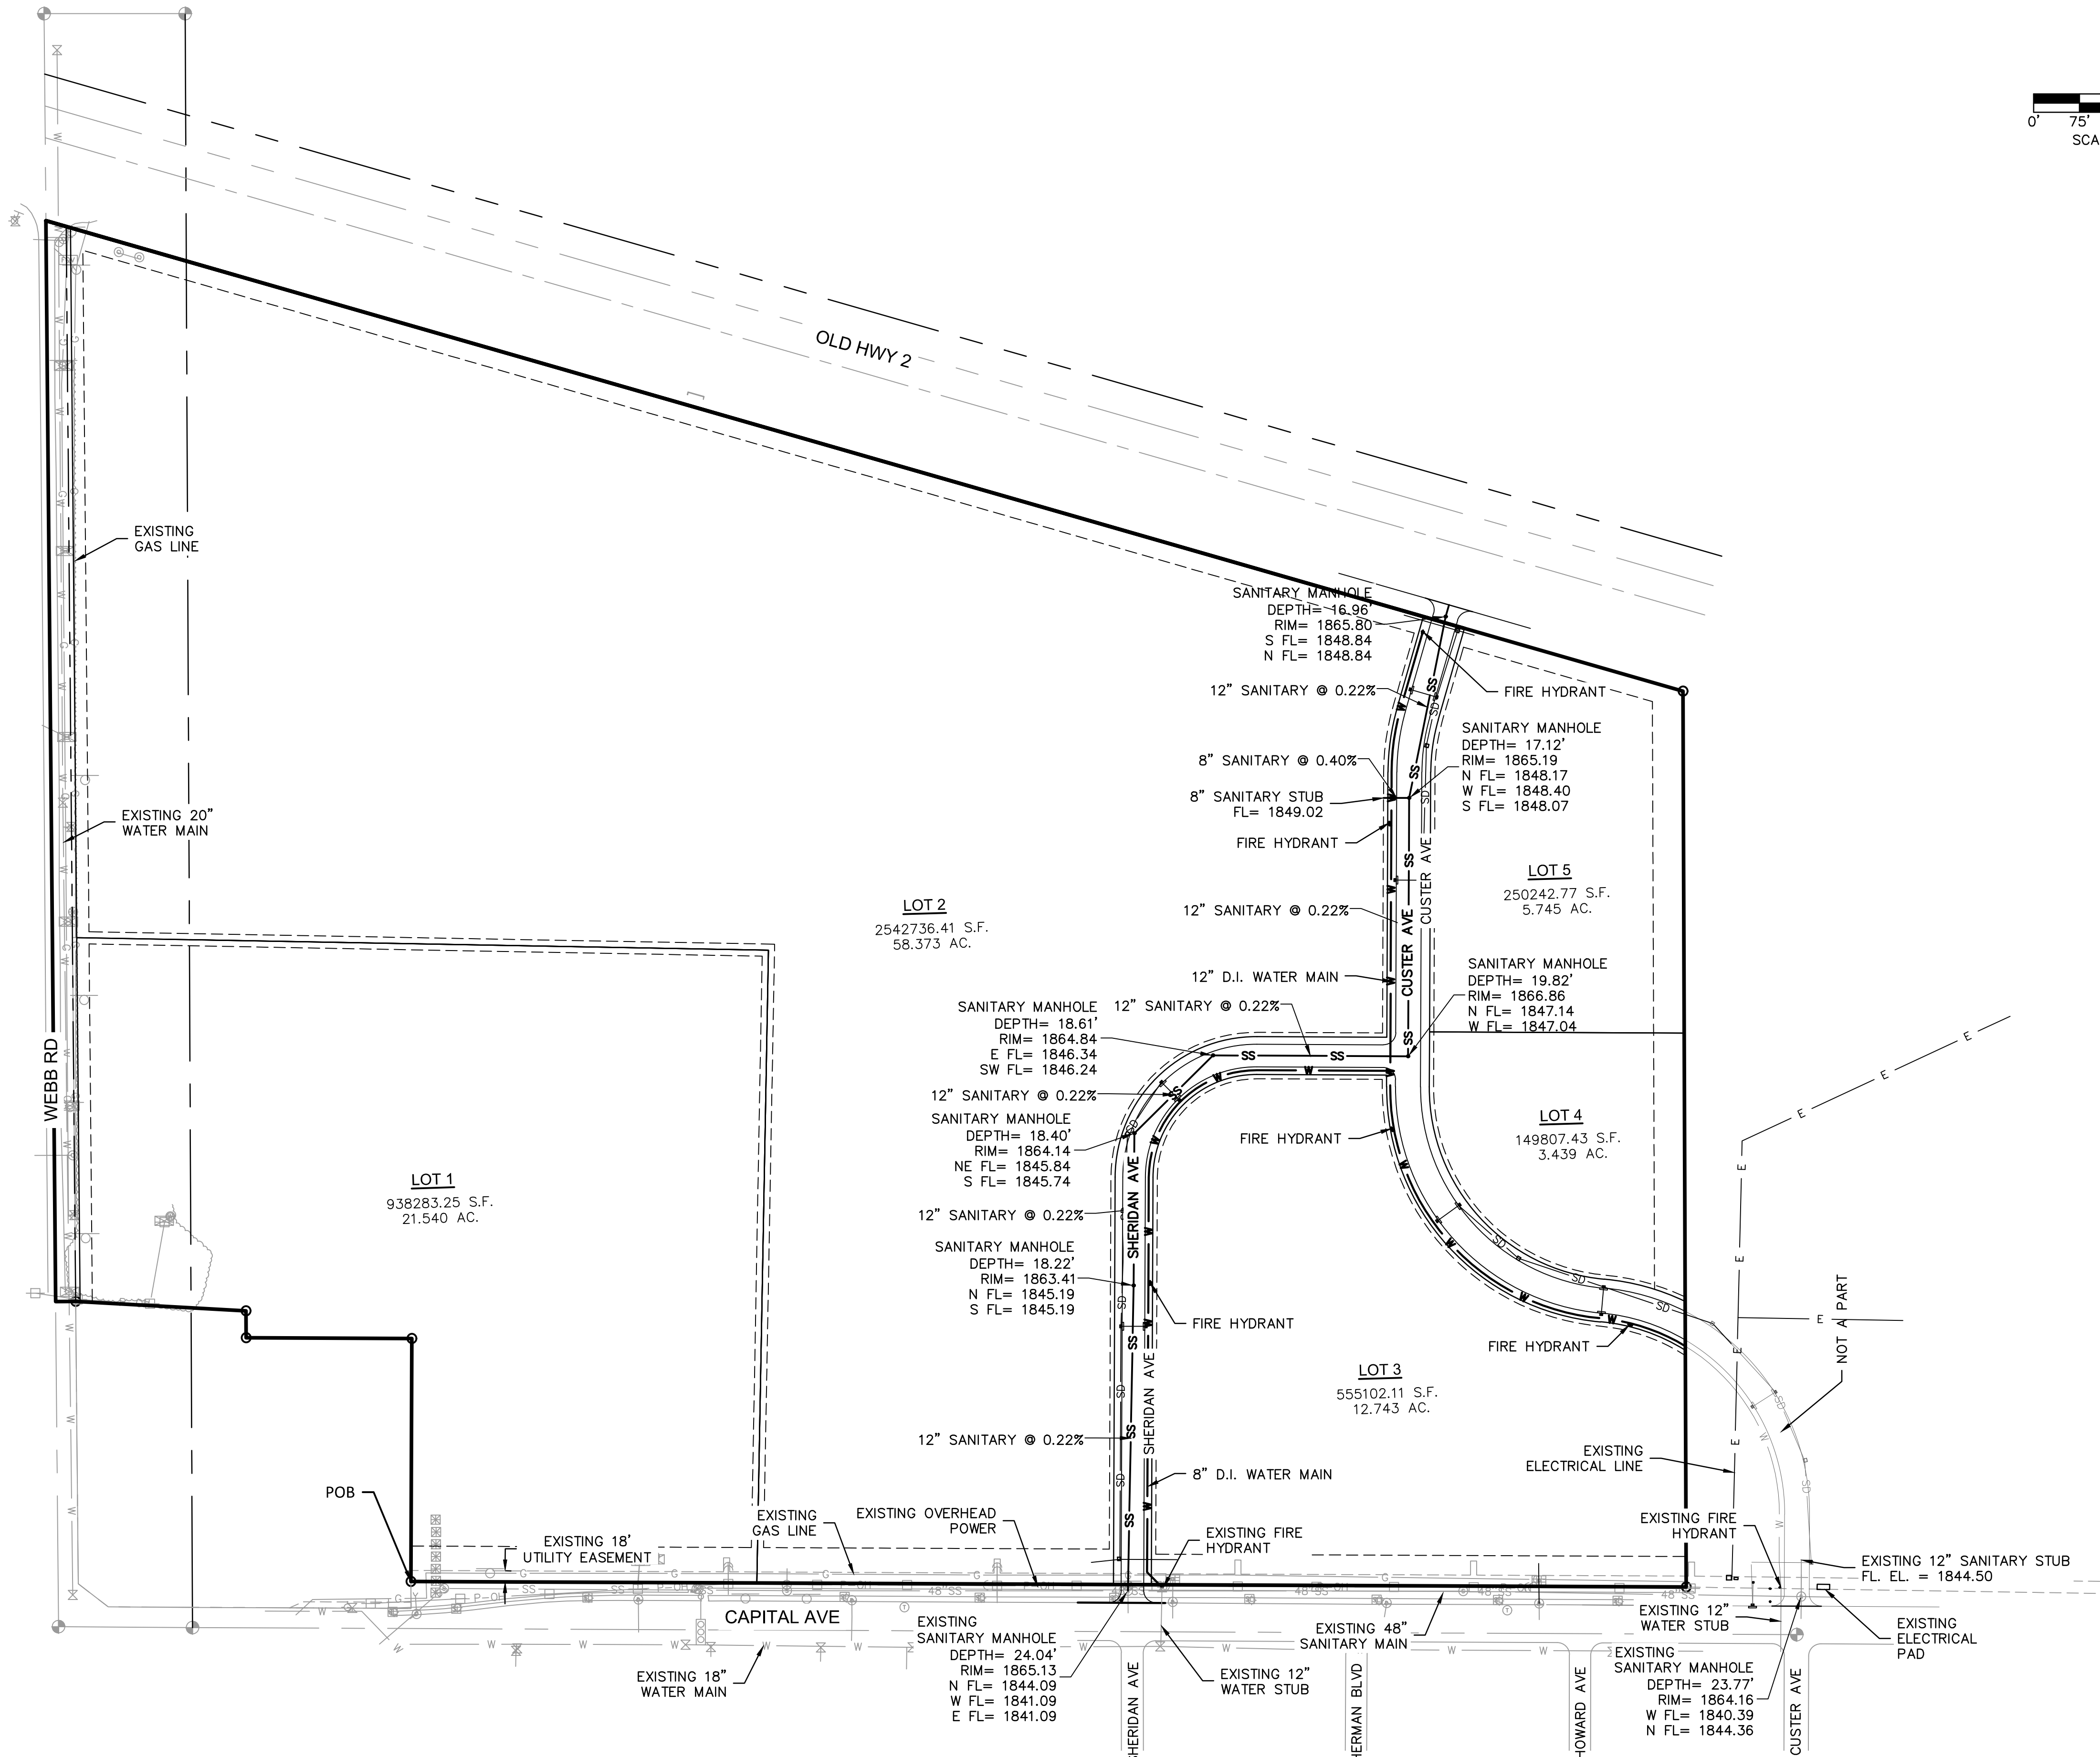 0' 75'
SCA
OLD HWY 2
EXISTING
GAS LINE
EXISTING 20"
WATER MAIN
WEBB RD
SANITARY MANHOLE
DEPTH= 16.96'
RIM= 1865.80
S FL= 1848.84
N FL= 1848.84
12" SANITARY @ 0.22%
FIRE HYDRANT
SANITARY MANHOLE
DEPTH= 17.12'
RIM= 1865.19
N FL= 1848.17
W FL= 1848.40
S FL= 1848.07
8" SANITARY @ 0.40%
8" SANITARY STUB
FL= 1849.02
FIRE HYDRANT
LOT 5
250242.77 S.F.
5.745 AC.
LOT 2
2542736.41 S.F.
58.373 AC.
12" SANITARY @ 0.22%
CUSTER AVE
CUSTER AVE
12" D.I. WATER MAIN
SANITARY MANHOLE
DEPTH= 19.82'
RIM= 1866.86
N FL= 1847.14
W FL= 1847.04
SANITARY MANHOLE
DEPTH= 18.61'
RIM= 1864.84
E FL= 1846.34
SW FL= 1846.24
12" SANITARY @ 0.22%
12" SANITARY @ 0.22%
SANITARY MANHOLE
DEPTH= 18.40'
RIM= 1864.14
NE FL= 1845.84
S FL= 1845.74
FIRE HYDRANT
LOT 4
149807.43 S.F.
3.439 AC.
LOT 1
938283.25 S.F.
21.540 AC.
12" SANITARY @ 0.22%
SHERIDAN AVE
SANITARY MANHOLE
DEPTH= 18.22'
RIM= 1863.41
N FL= 1845.19
S FL= 1845.19
FIRE HYDRANT
FIRE HYDRANT
NOT A PART
LOT 3
555102.11 S.F.
12.743 AC.
SHERIDAN AVE
12" SANITARY @ 0.22%
8" D.I. WATER MAIN
EXISTING
ELECTRICAL LINE
POB
EXISTING 18'
UTILITY EASEMENT
EXISTING
GAS LINE
EXISTING OVERHEAD
POWER
EXISTING FIRE
HYDRANT
EXISTING FIRE
HYDRANT
EXISTING 12" SANITARY STUB
FL. EL. = 1844.50
CAPITAL AVE
EXISTING 18"
WATER MAIN
EXISTING
SANITARY MANHOLE
DEPTH= 24.04'
RIM= 1865.13
N FL= 1844.09
W FL= 1841.09
E FL= 1841.09
EXISTING 12"
WATER STUB
EXISTING 48"
SANITARY MAIN
EXISTING 12"
WATER STUB
EXISTING
SANITARY MANHOLE
DEPTH= 23.77'
RIM= 1864.16
W FL= 1840.39
N FL= 1844.36
EXISTING
ELECTRICAL
PAD
SHERIDAN AVE
HERMAN BLVD
HOWARD AVE
CUSTER AVE